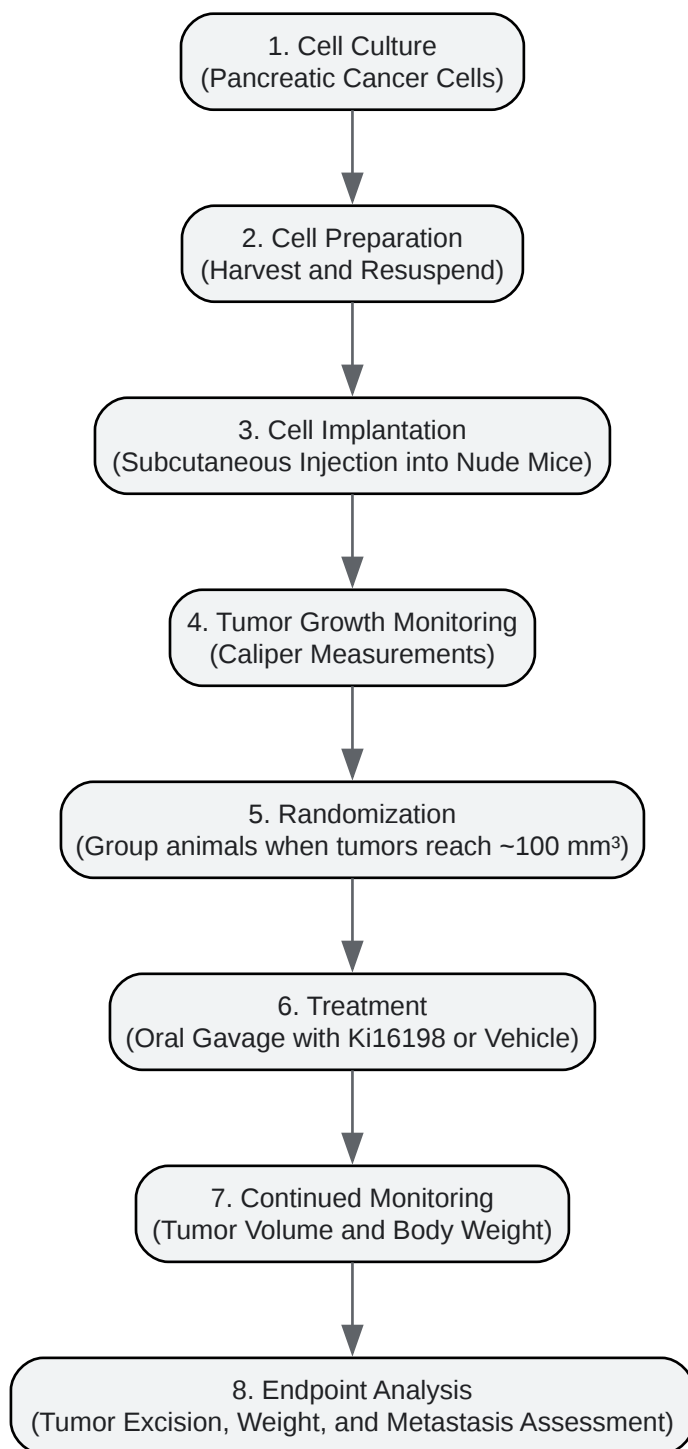 1. Cell Culture
(Pancreatic Cancer Cells)
2. Cell Preparation
(Harvest and Resuspend)
3. Cell Implantation
(Subcutaneous Injection into Nude Mice)
4. Tumor Growth Monitoring
(Caliper Measurements)
5. Randomization
(Group animals when tumors reach ~100 mm³)
6. Treatment
(Oral Gavage with Ki16198 or Vehicle)
7. Continued Monitoring
(Tumor Volume and Body Weight)
8. Endpoint Analysis
(Tumor Excision, Weight, and Metastasis Assessment)